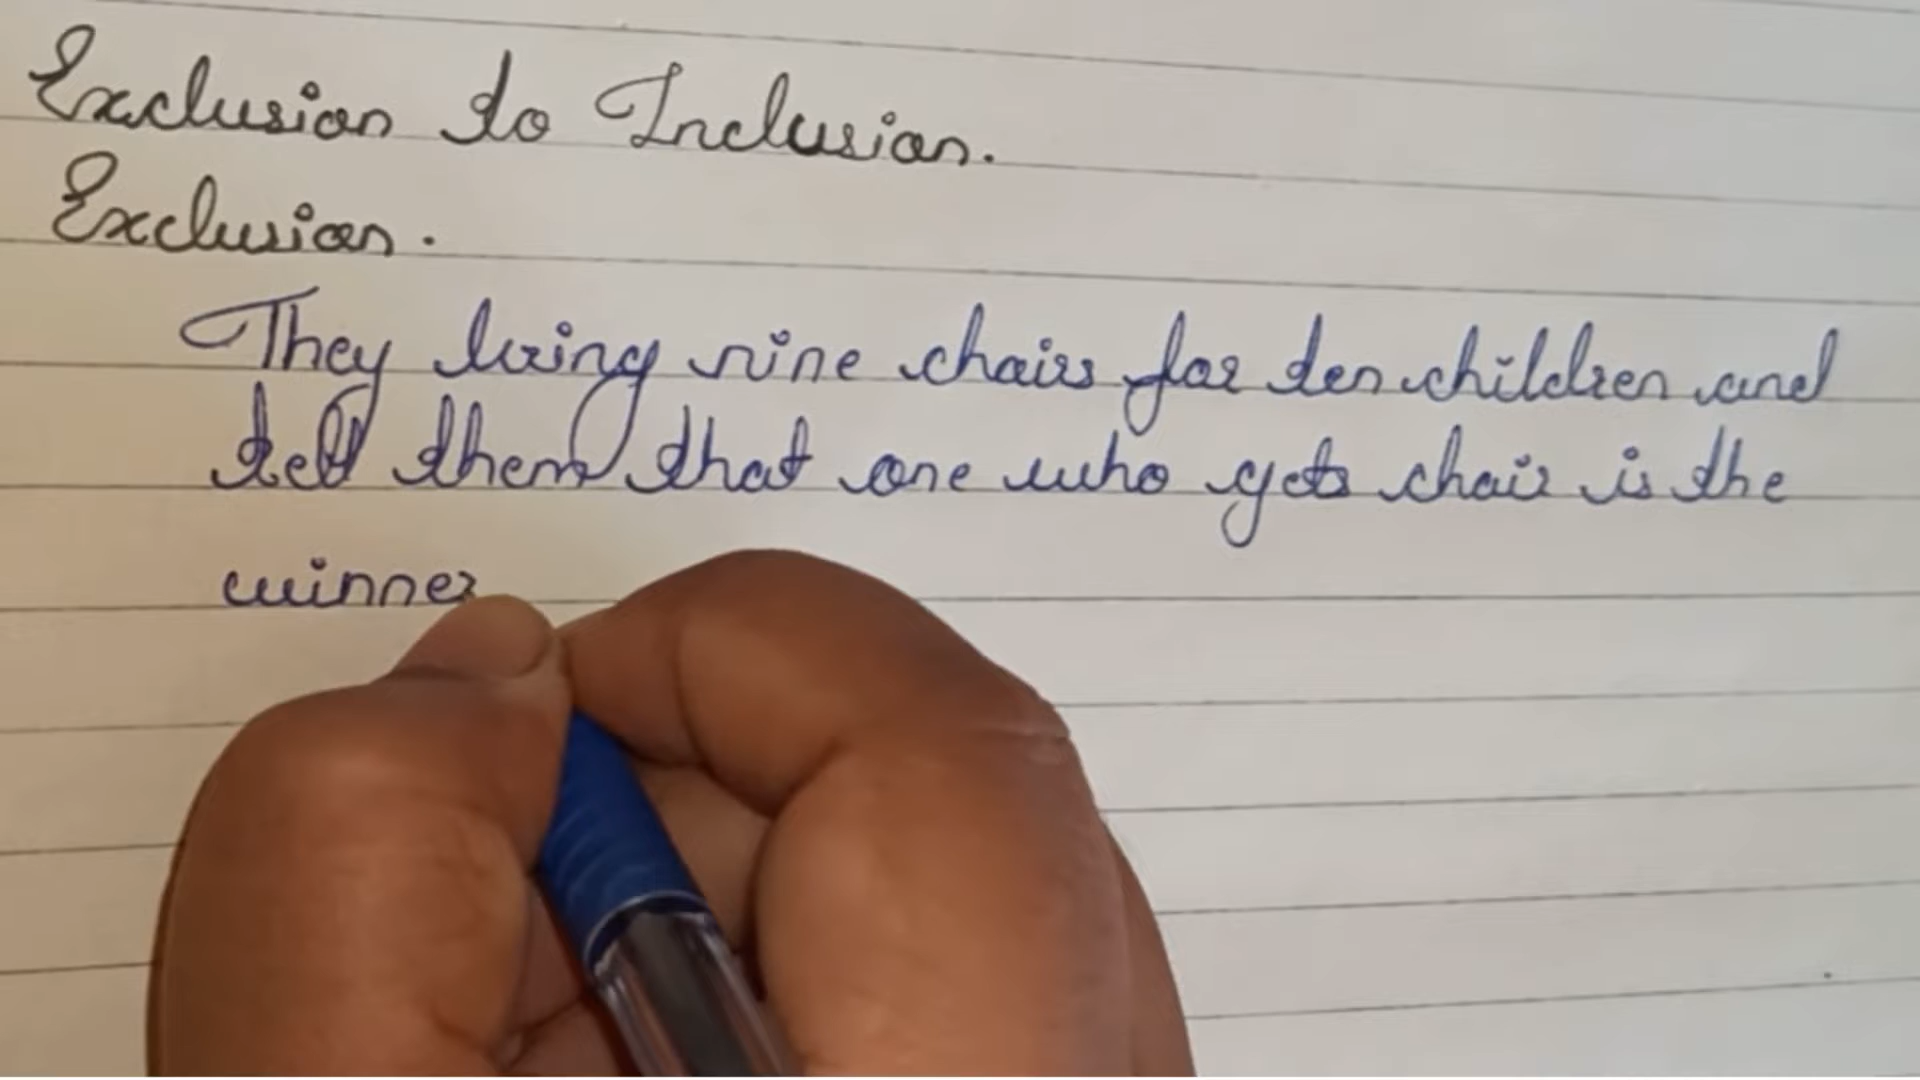 Exclusion to Inclusion.
Exclusion.
They bring nine chairs for ten children and
tell them that one who gets chair is the
winner